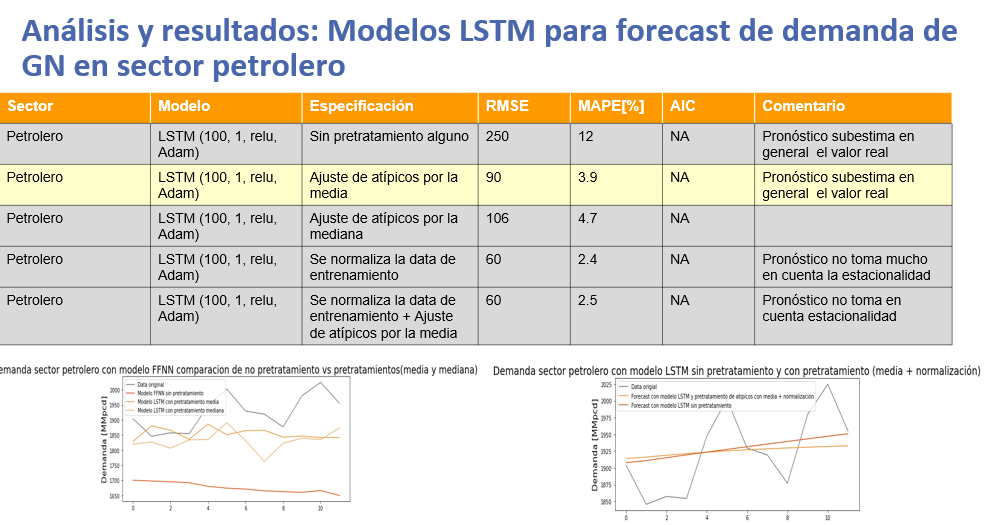 Análisis y resultados: Modelos LSTM para forecast de demanda de
GN en sector petrolero
Sector Modelo Especificación RMSE MAPE[%] AIC Comentario
Petrolero LSTM (100, 1, relu, Adam) Sin pretratamiento alguno 250 12 NA Pronóstico subestima en general el valor real
Petrolero LSTM (100, 1, relu, Adam) Ajuste de atípicos por la media 90 3.9 NA Pronóstico subestima en general el valor real
Petrolero LSTM (100, 1, relu, Adam) Ajuste de atípicos por la mediana 106 4.7 NA
Petrolero LSTM (100, 1, relu, Adam) Se normaliza la data de entrenamiento 60 2.4 NA Pronóstico no toma mucho en cuenta la estacionalidad
Petrolero LSTM (100, 1, relu, Adam) Se normaliza la data de entrenamiento + Ajuste de atípicos por la media 60 2.5 NA Pronóstico no toma en cuenta estacionalidad
emanda sector petrolero con modelo FFNN comparacion de no pretratamiento vs pretratamientos(media y mediana)
Data original
Modelo FFNN sin pretratamiento
Modelo LSTM con pretratamiento media
Modelo LSTM con pretratamiento mediana
Demanda [MMpcd]
2000
1950
1900
1850
1800
1750
1700
1650
0 2 4 6 8 10
Demanda sector petrolero con modelo LSTM sin pretratamiento y con pretratamiento (media + normalización)
Data orignal
Forecast con modelo LSTM y pretratamiento de atipicos con media + normalización
Forecast con modelo LSTM sin pretratamiento
Demanda [MMpcd]
2025
2000
1975
1950
1925
1900
1875
1850
0 2 4 6 8 10